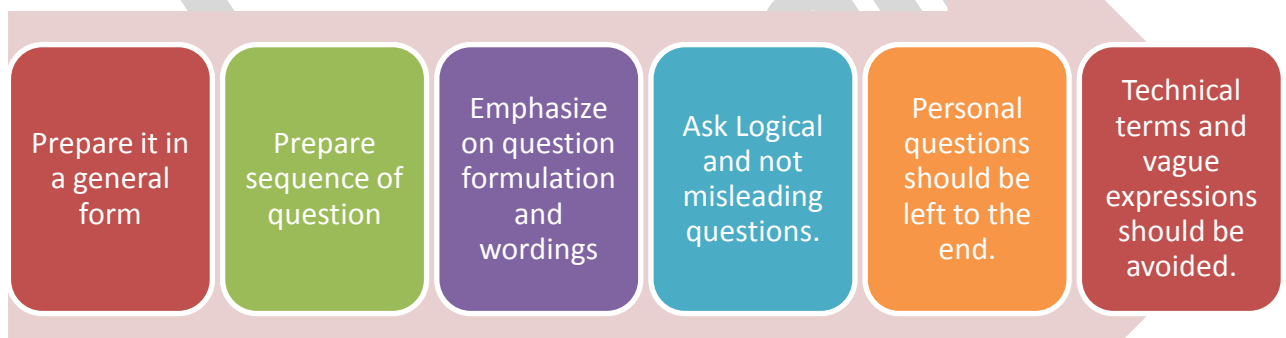 Prepare it in
a general
form
Prepare
sequence of
question
Emphasize
on question
formulation
and
wordings
Ask Logical
and not
misleading
questions.
Personal
questions
should be
left to the
end.
Technical
terms and
vague
expressions
should be
avoided.